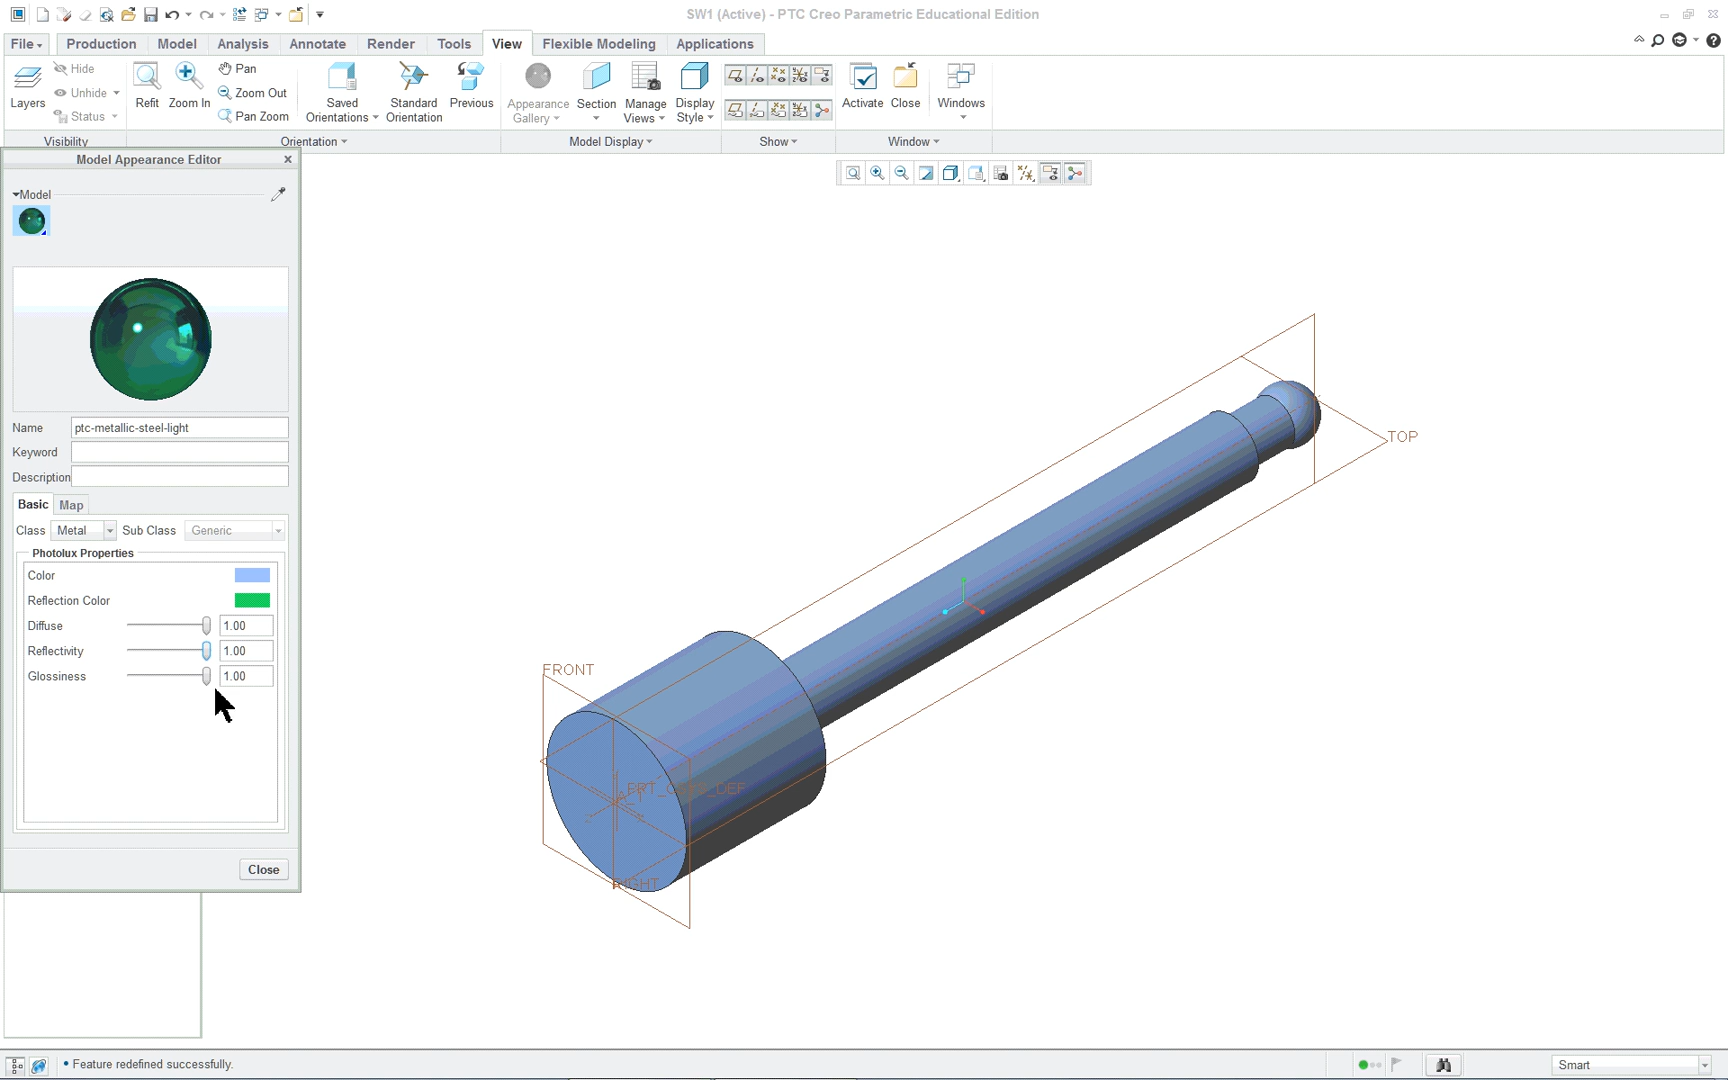 SW1 (Active) - PTC Creo Parametric Educational Edition
File Production Model Analysis Annotate Render Tools View Flexible Modeling Applications
Layers
Hide
Unhide
Status
Refit
Zoom In
Pan
Zoom Out
Pan Zoom
Saved Orientations
Standard Orientation
Previous
Appearance Gallery
Section
Manage Views
Display Style
Activate
Close
Windows
Visibility Orientation Model Display Show Window
Model Appearance Editor
Model
Name ptc-metallic-steel-light
Keyword
Description
Basic Map
Class Metal Sub Class Generic
Photolux Properties
Color
Reflection Color
Diffuse 1.00
Reflectivity 1.00
Glossiness 1.00
Close
TOP
FRONT
RIGHT
Feature redefined successfully.
Smart